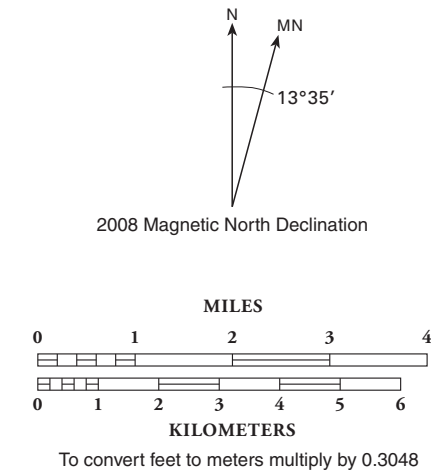 N
MN
13°35′
2008 Magnetic North Declination
MILES
0 1 2 3 4
0 1 2 3 4 5 6
KILOMETERS
To convert feet to meters multiply by 0.3048